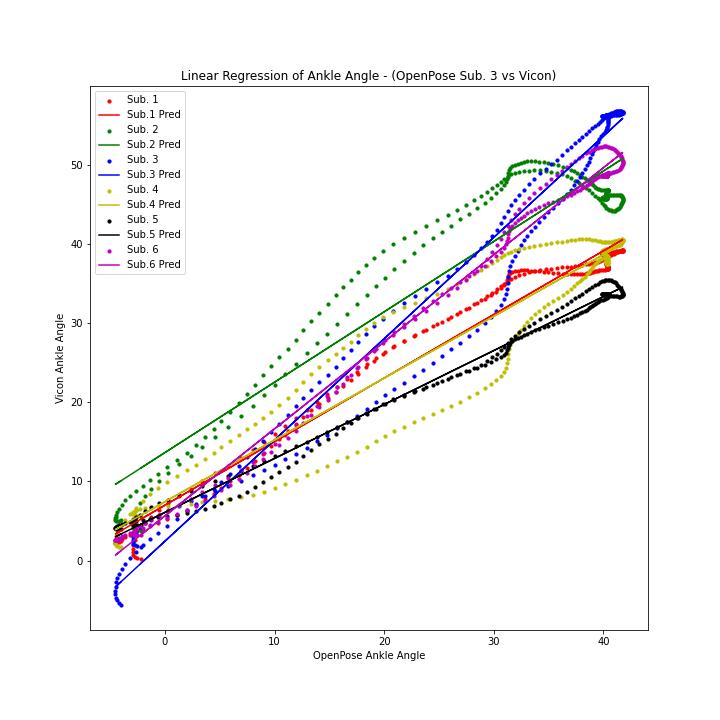 Linear Regression of Ankle Angle - (OpenPose Sub. 3 vs Vicon)
Sub. 1
Sub.1 Pred
Sub. 2
Sub.2 Pred
Sub. 3
Sub.3 Pred
Sub. 4
Sub.4 Pred
Sub. 5
Sub.5 Pred
Sub. 6
Sub.6 Pred
Vicon Ankle Angle
50
40
30
20
10
0
0 10 20 30 40
OpenPose Ankle Angle